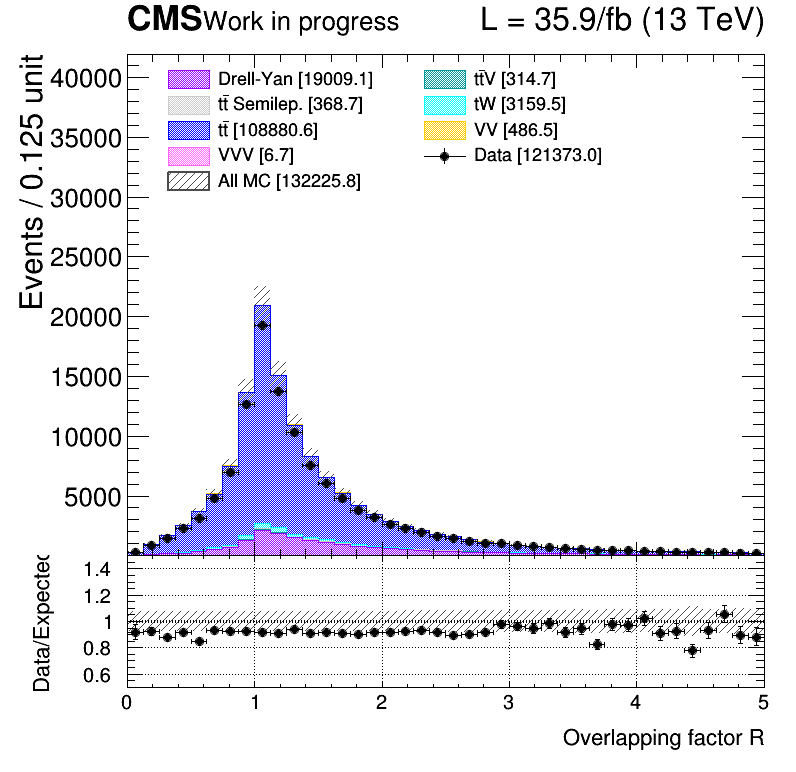 CMS Work in progress L = 35.9/fb (13 TeV)
Events / 0.125 unit
40000
35000
30000
25000
20000
15000
10000
5000
Drell-Yan [19009.1]
tt̄ Semilep. [368.7]
tt̄ [108880.6]
VVV [6.7]
All MC [132225.8]
tt̄V [314.7]
tW [3159.5]
VV [486.5]
Data [121373.0]
Data/Expected
1.4
1.2
1
0.8
0.6
0 1 2 3 4 5
Overlapping factor R